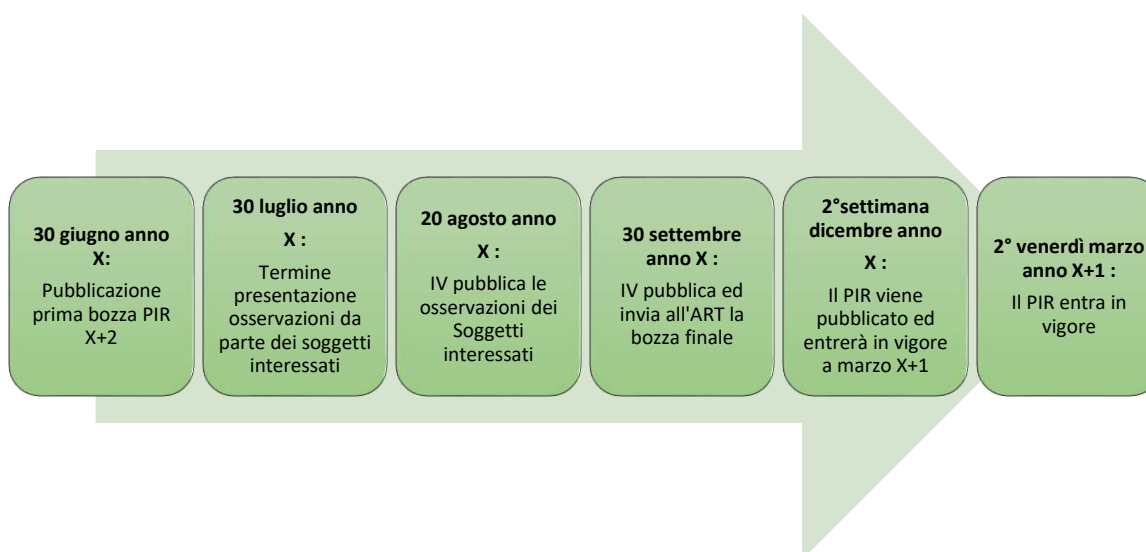 30 giugno anno
X:
Pubblicazione
prima bozza PIR
X+2
30 luglio anno
X :
Termine
presentazione
osservazioni da
parte dei soggetti
interessati
20 agosto anno
X :
IV pubblica le
osservazioni dei
Soggetti
interessati
30 settembre
anno X :
IV pubblica ed
invia all'ART la
bozza finale
2°settimana
dicembre anno
X :
Il PIR viene
pubblicato ed
entrerà in vigore
a marzo X+1
2° venerdì marzo
anno X+1 :
Il PIR entra in
vigore